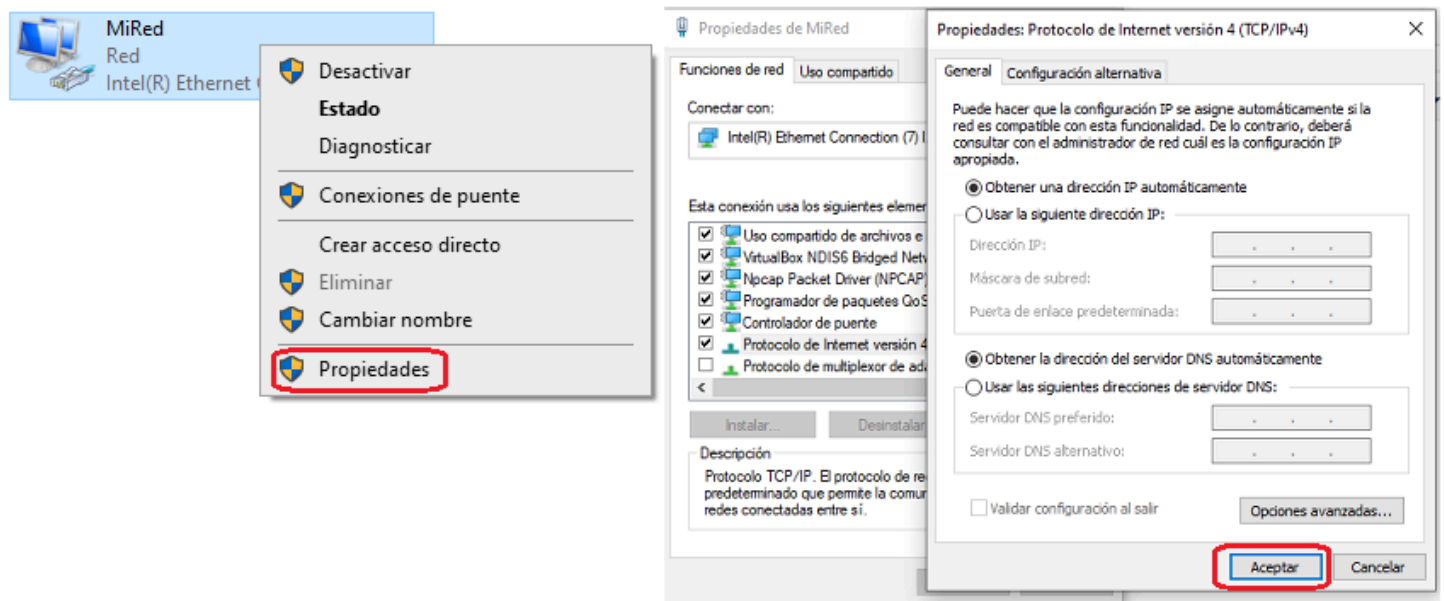 MiRed
Red
Intel(R) Ethernet
Desactivar
Estado
Diagnosticar
Conexiones de puente
Crear acceso directo
Eliminar
Cambiar nombre
Propiedades
Propiedades de MiRed
Funciones de red
Uso compartido
Conectar con:
Intel(R) Ethernet Connection (7)
Esta conexión usa los siguientes
Uso compartido de archivos e
VirtualBox NDIS6 Bridged
Npcap Packet Driver (NPCAP)
Programador de paquetes QoS
Controlador de puente
Protocolo de Internet versión 4
Protocolo de multiplexor de
Instalar...
Desinstalar
Descripción
Protocolo TCP/IP. El protocolo de
predeterminado que permite la
redes conectadas entre sí.
Propiedades: Protocolo de Internet versión 4 (TCP/IPv4)
General
Configuración alternativa
Puede hacer que la configuración IP se asigne automáticamente si la
red es compatible con esta funcionalidad. De lo contrario, deberá
consultar con el administrador de red cuál es la configuración IP
apropiada.
Obtener una dirección IP automáticamente
Usar la siguiente dirección IP:
Dirección IP:
Máscara de subred:
Puerta de enlace predeterminada:
Obtener la dirección del servidor DNS automáticamente
Usar las siguientes direcciones de servidor DNS:
Servidor DNS preferido:
Servidor DNS alternativo:
Validar configuración al salir
Opciones avanzadas...
Aceptar
Cancelar